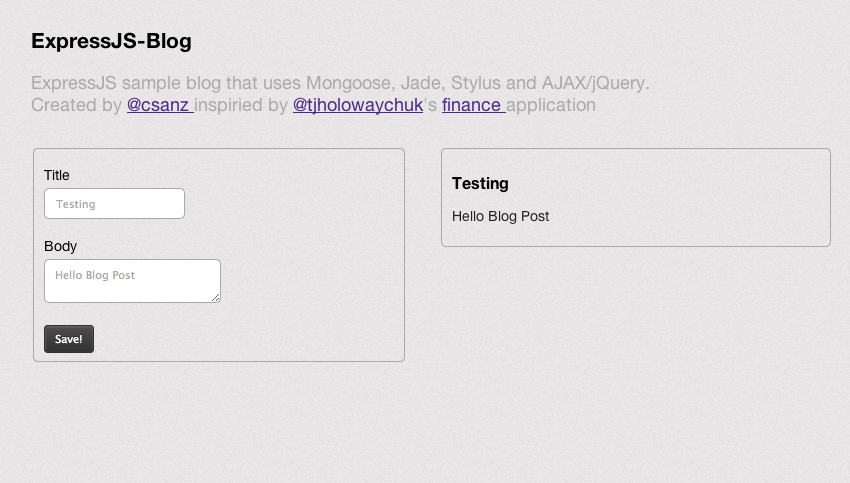 ExpressJS-Blog
ExpressJS sample blog that uses Mongoose, Jade, Stylus and AJAX/jQuery.
Created by @csanz inspiried by @tjholowaychuk's finance application
Title
Testing
Body
Hello Blog Post
Save!
Testing
Hello Blog Post